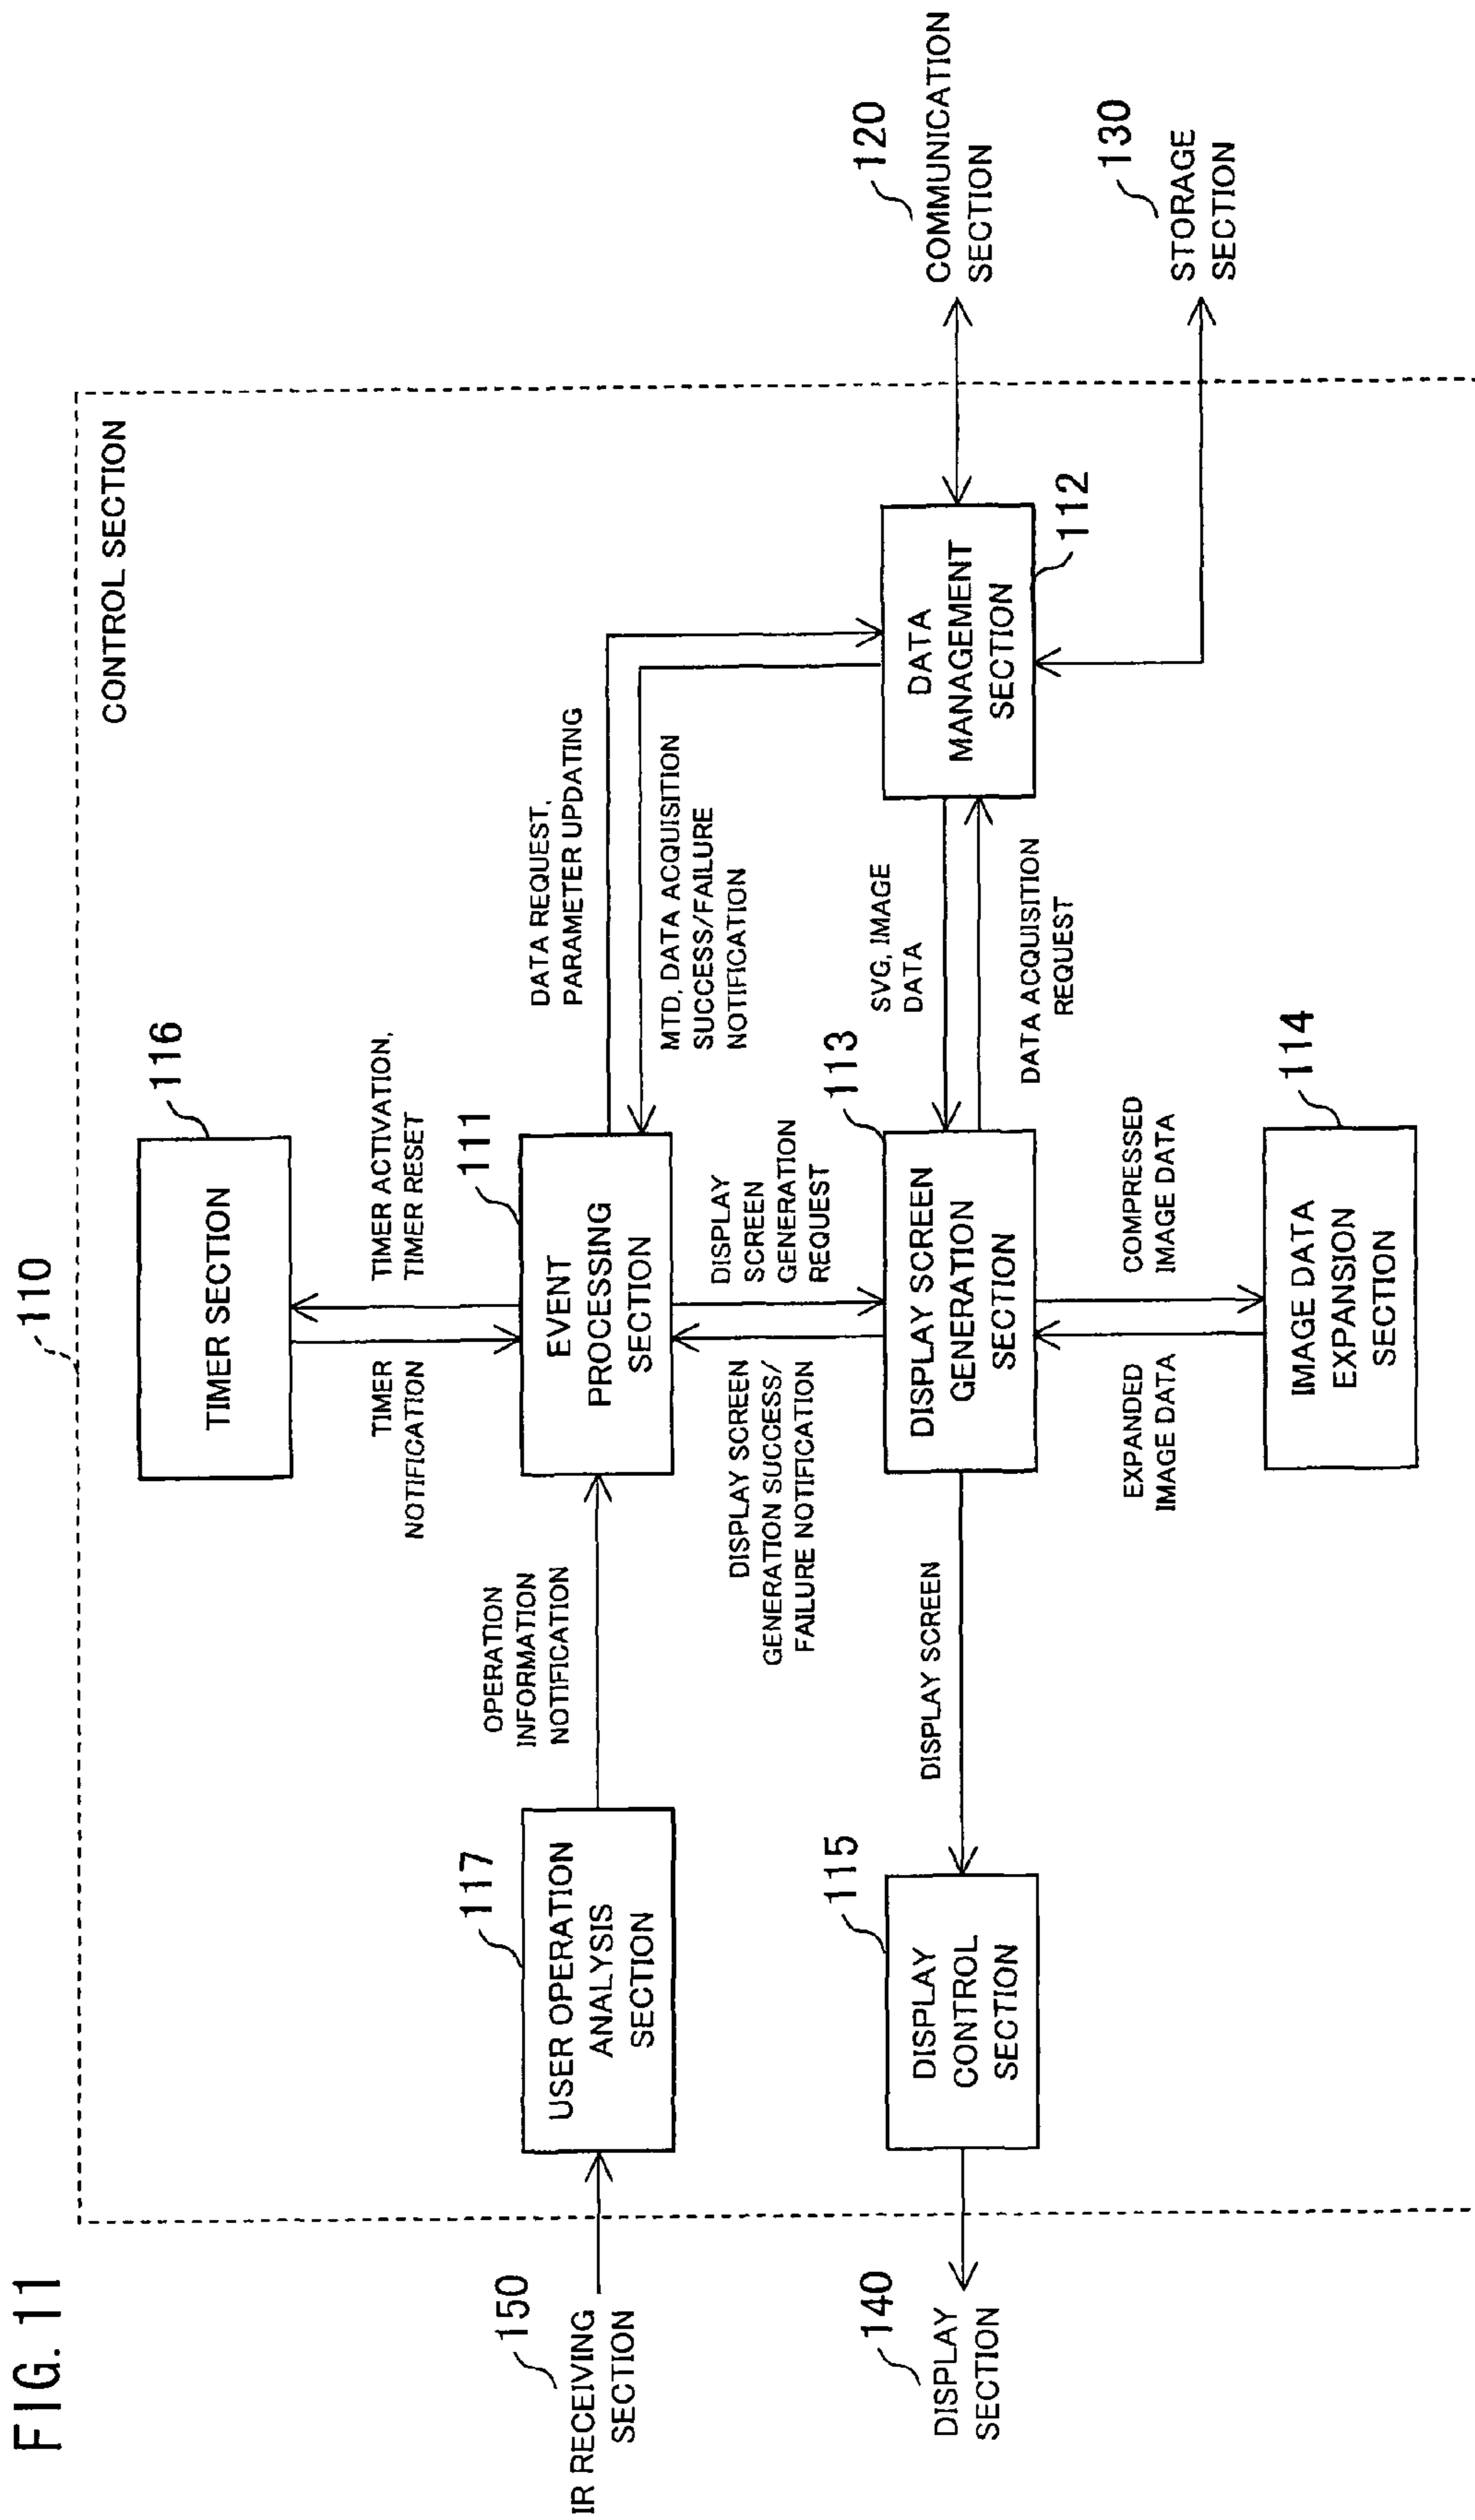 FIG. 11
110
CONTROL SECTION
TIMER SECTION
116
TIMER
NOTIFICATION
TIMER ACTIVATION,
TIMER RESET
150
IR RECEIVING
SECTION
117
USER OPERATION
ANALYSIS
SECTION
OPERATION
INFORMATION
NOTIFICATION
111
EVENT
PROCESSING
SECTION
DATA REQUEST,
PARAMETER UPDATING
MTD, DATA ACQUISITION
SUCCESS/FAILURE
NOTIFICATION
DISPLAY SCREEN
GENERATION SUCCESS/
FAILURE NOTIFICATION
DISPLAY
SCREEN
GENERATION
REQUEST
140
DISPLAY
SECTION
115
DISPLAY
CONTROL
SECTION
DISPLAY SCREEN
113
DISPLAY SCREEN
GENERATION
SECTION
SVG, IMAGE
DATA
DATA ACQUISITION
REQUEST
DATA
MANAGEMENT
SECTION
112
120
COMMUNICATION
SECTION
130
STORAGE
SECTION
EXPANDED
IMAGE DATA
COMPRESSED
IMAGE DATA
114
IMAGE DATA
EXPANSION
SECTION